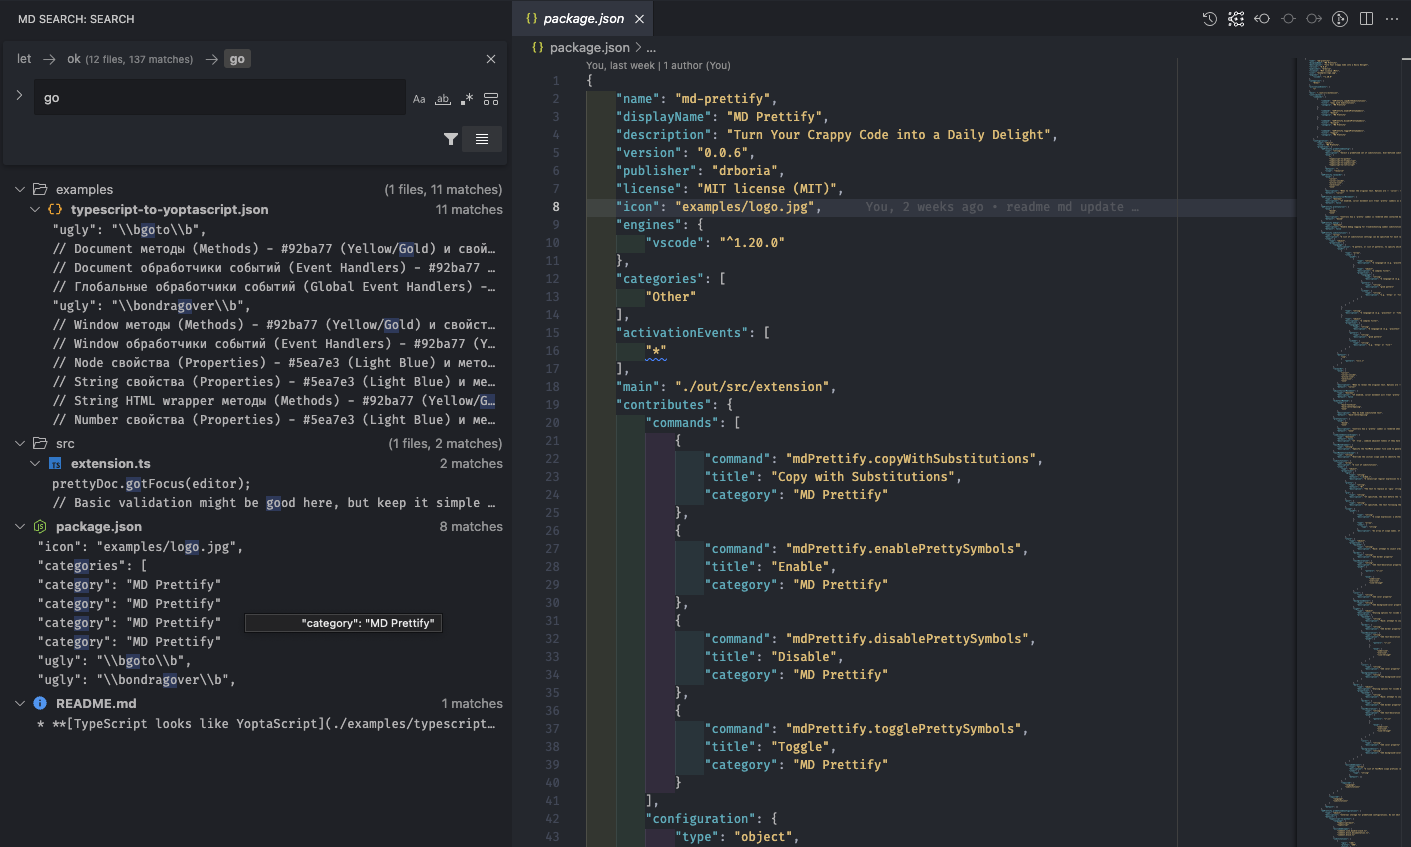 MD SEARCH: SEARCH
let → ok (12 files, 137 matches) → go
go
Aa ab .*
examples (1 files, 11 matches)
typescript-to-yoptascript.json 11 matches
"ugly": "\\bgoto\\b",
// Document методы (Methods) - #92ba77 (Yellow/Gold) и свой…
// Document обработчики событий (Event Handlers) - #92ba77 …
// Глобальные обработчики событий (Global Event Handlers) -…
"ugly": "\\bondragover\\b",
// Window методы (Methods) - #92ba77 (Yellow/Gold) и свойст…
// Window обработчики событий (Event Handlers) - #92ba77 (Y…
// Node свойства (Properties) - #5ea7e3 (Light Blue) и мето…
// String свойства (Properties) - #5ea7e3 (Light Blue) и ме…
// String HTML wrapper методы (Methods) - #92ba77 (Yellow/G…
// Number свойства (Properties) - #5ea7e3 (Light Blue) и ме…
src (1 files, 2 matches)
TS extension.ts 2 matches
prettyDoc.gotFocus(editor);
// Basic validation might be good here, but keep it simple …
package.json 8 matches
"icon": "examples/logo.jpg",
"categories": [
"category": "MD Prettify"
"category": "MD Prettify"
"category": "MD Prettify"
"category": "MD Prettify"
"category": "MD Prettify"
"ugly": "\\bgoto\\b",
"ugly": "\\bondragover\\b",
README.md 1 matches
* **[TypeScript looks like YoptaScript](./examples/typescript…
{} package.json
{} package.json > ...
You, last week | 1 author (You)
1 {
2 "name": "md-prettify",
3 "displayName": "MD Prettify",
4 "description": "Turn Your Crappy Code into a Daily Delight",
5 "version": "0.0.6",
6 "publisher": "drboria",
7 "license": "MIT license (MIT)",
8 "icon": "examples/logo.jpg", You, 2 weeks ago • readme md update …
9 "engines": {
10 "vscode": "^1.20.0"
11 },
12 "categories": [
13 "Other"
14 ],
15 "activationEvents": [
16 "*"
17 ],
18 "main": "./out/src/extension",
19 "contributes": {
20 "commands": [
21 {
22 "command": "mdPrettify.copyWithSubstitutions",
23 "title": "Copy with Substitutions",
24 "category": "MD Prettify"
25 },
26 {
27 "command": "mdPrettify.enablePrettySymbols",
28 "title": "Enable",
29 "category": "MD Prettify"
30 },
31 {
32 "command": "mdPrettify.disablePrettySymbols",
33 "title": "Disable",
34 "category": "MD Prettify"
35 },
36 {
37 "command": "mdPrettify.togglePrettySymbols",
38 "title": "Toggle",
39 "category": "MD Prettify"
40 }
41 ],
42 "configuration": {
43 "type": "object",